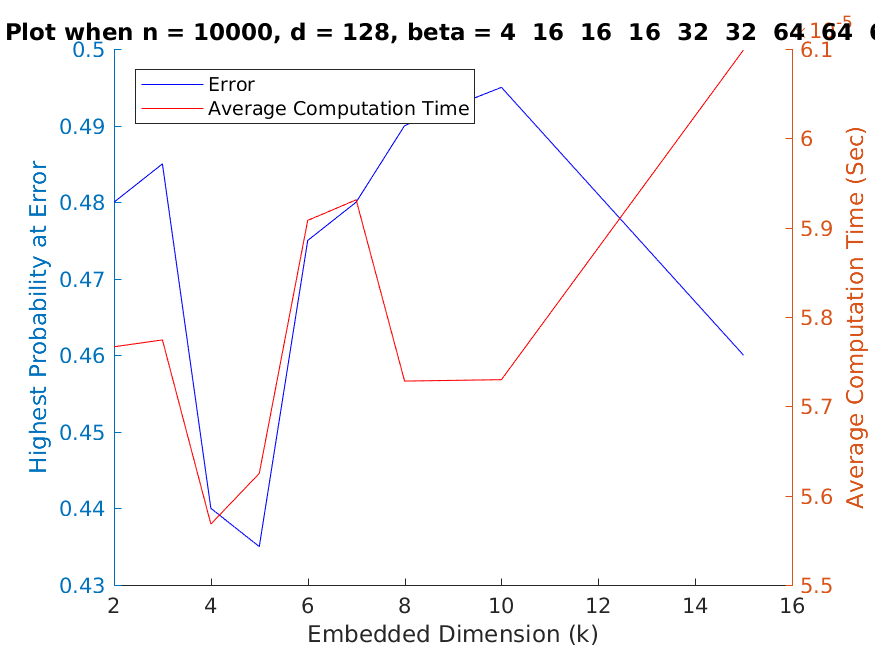 Plot when n = 10000, d = 128, beta = 4 16 16 16 32 32 64 64
0.5
0.49
0.48
0.47
0.46
0.45
0.44
0.43
Highest Probability at Error
Error
Average Computation Time
6.1
6
5.9
5.8
5.7
5.6
5.5
Average Computation Time (Sec)
2 4 6 8 10 12 14 16
Embedded Dimension (k)